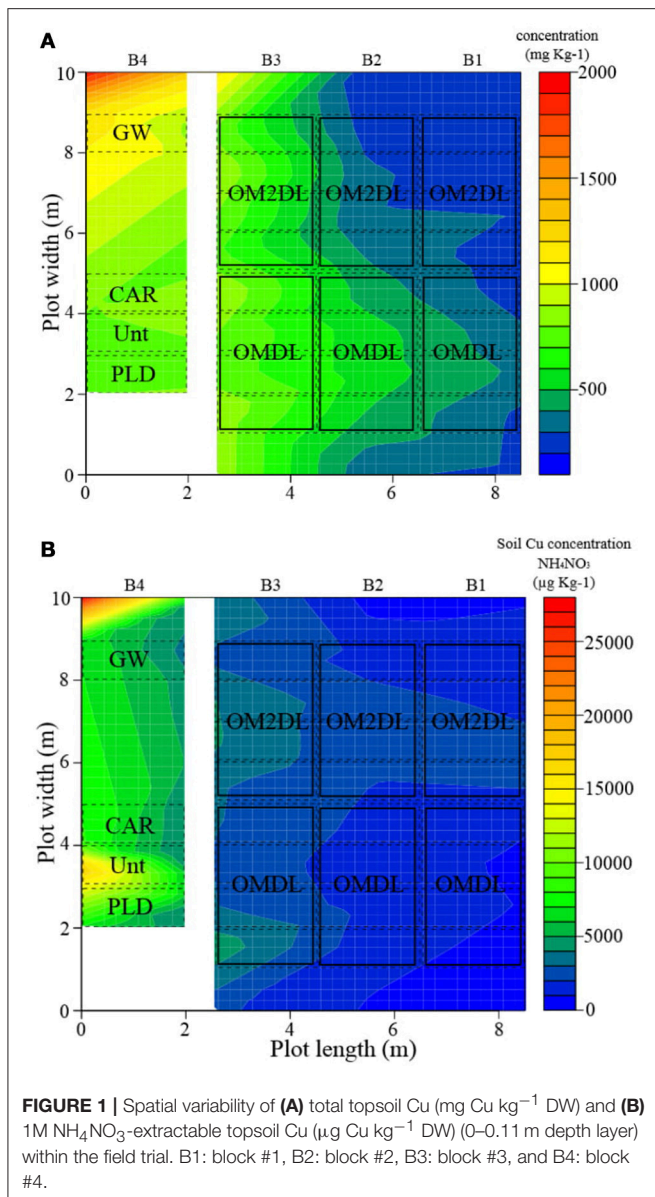 A
B4 B3 B2 B1
concentration
(mg Kg-1)
10
8
6
4
2
0
Plot width (m)
GW
CAR
Unt
PLD
OM2DL OM2DL OM2DL
OMDL OMDL OMDL
0 2 4 6 8
2000
1500
1000
500
B
Soil Cu concentration
NH₄NO₃
(µg Kg-1)
B4 B3 B2 B1
10
8
6
4
2
0
Plot width (m)
GW
CAR
Unt
PLD
OM2DL OM2DL OM2DL
OMDL OMDL OMDL
0 2 4 6 8
Plot length (m)
25000
20000
15000
10000
5000
0
FIGURE 1 | Spatial variability of (A) total topsoil Cu (mg Cu kg⁻¹ DW) and (B)
1M NH₄NO₃-extractable topsoil Cu (µg Cu kg⁻¹ DW) (0–0.11 m depth layer)
within the field trial. B1: block #1, B2: block #2, B3: block #3, and B4: block
#4.